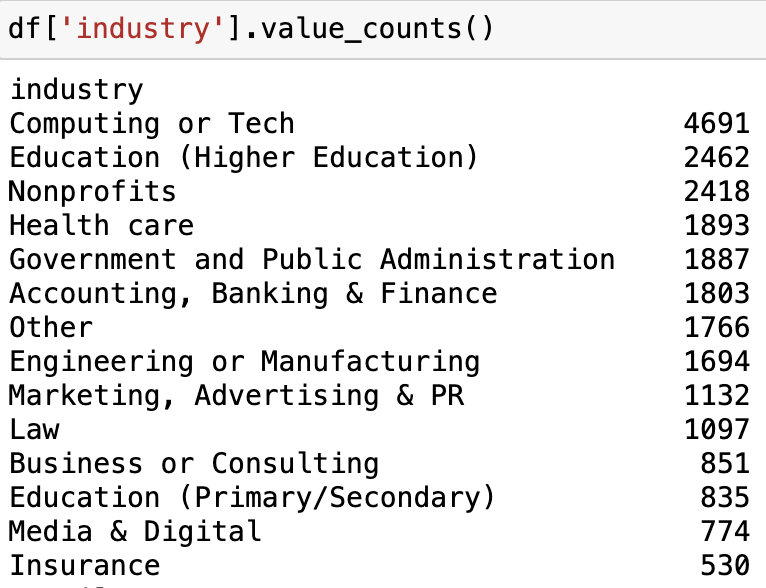 df['industry'].value_counts()
industry
Computing or Tech 4691
Education (Higher Education) 2462
Nonprofits 2418
Health care 1893
Government and Public Administration 1887
Accounting, Banking & Finance 1803
Other 1766
Engineering or Manufacturing 1694
Marketing, Advertising & PR 1132
Law 1097
Business or Consulting 851
Education (Primary/Secondary) 835
Media & Digital 774
Insurance 530